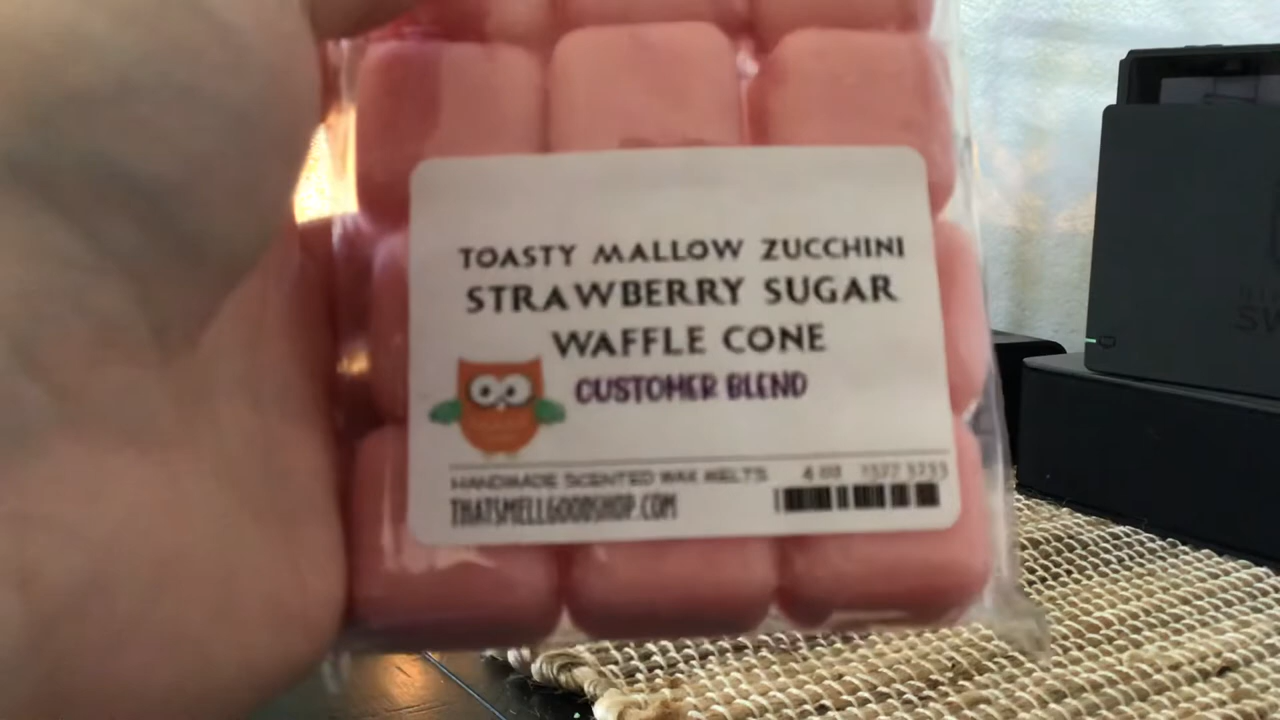 TOASTY MALLOW ZUCCHINI
STRAWBERRY SUGAR
WAFFLE CONE
CUSTOMER BLEND
HANDMADE SCENTED WAX MELTS
THATSMELLGOODSHOP.COM